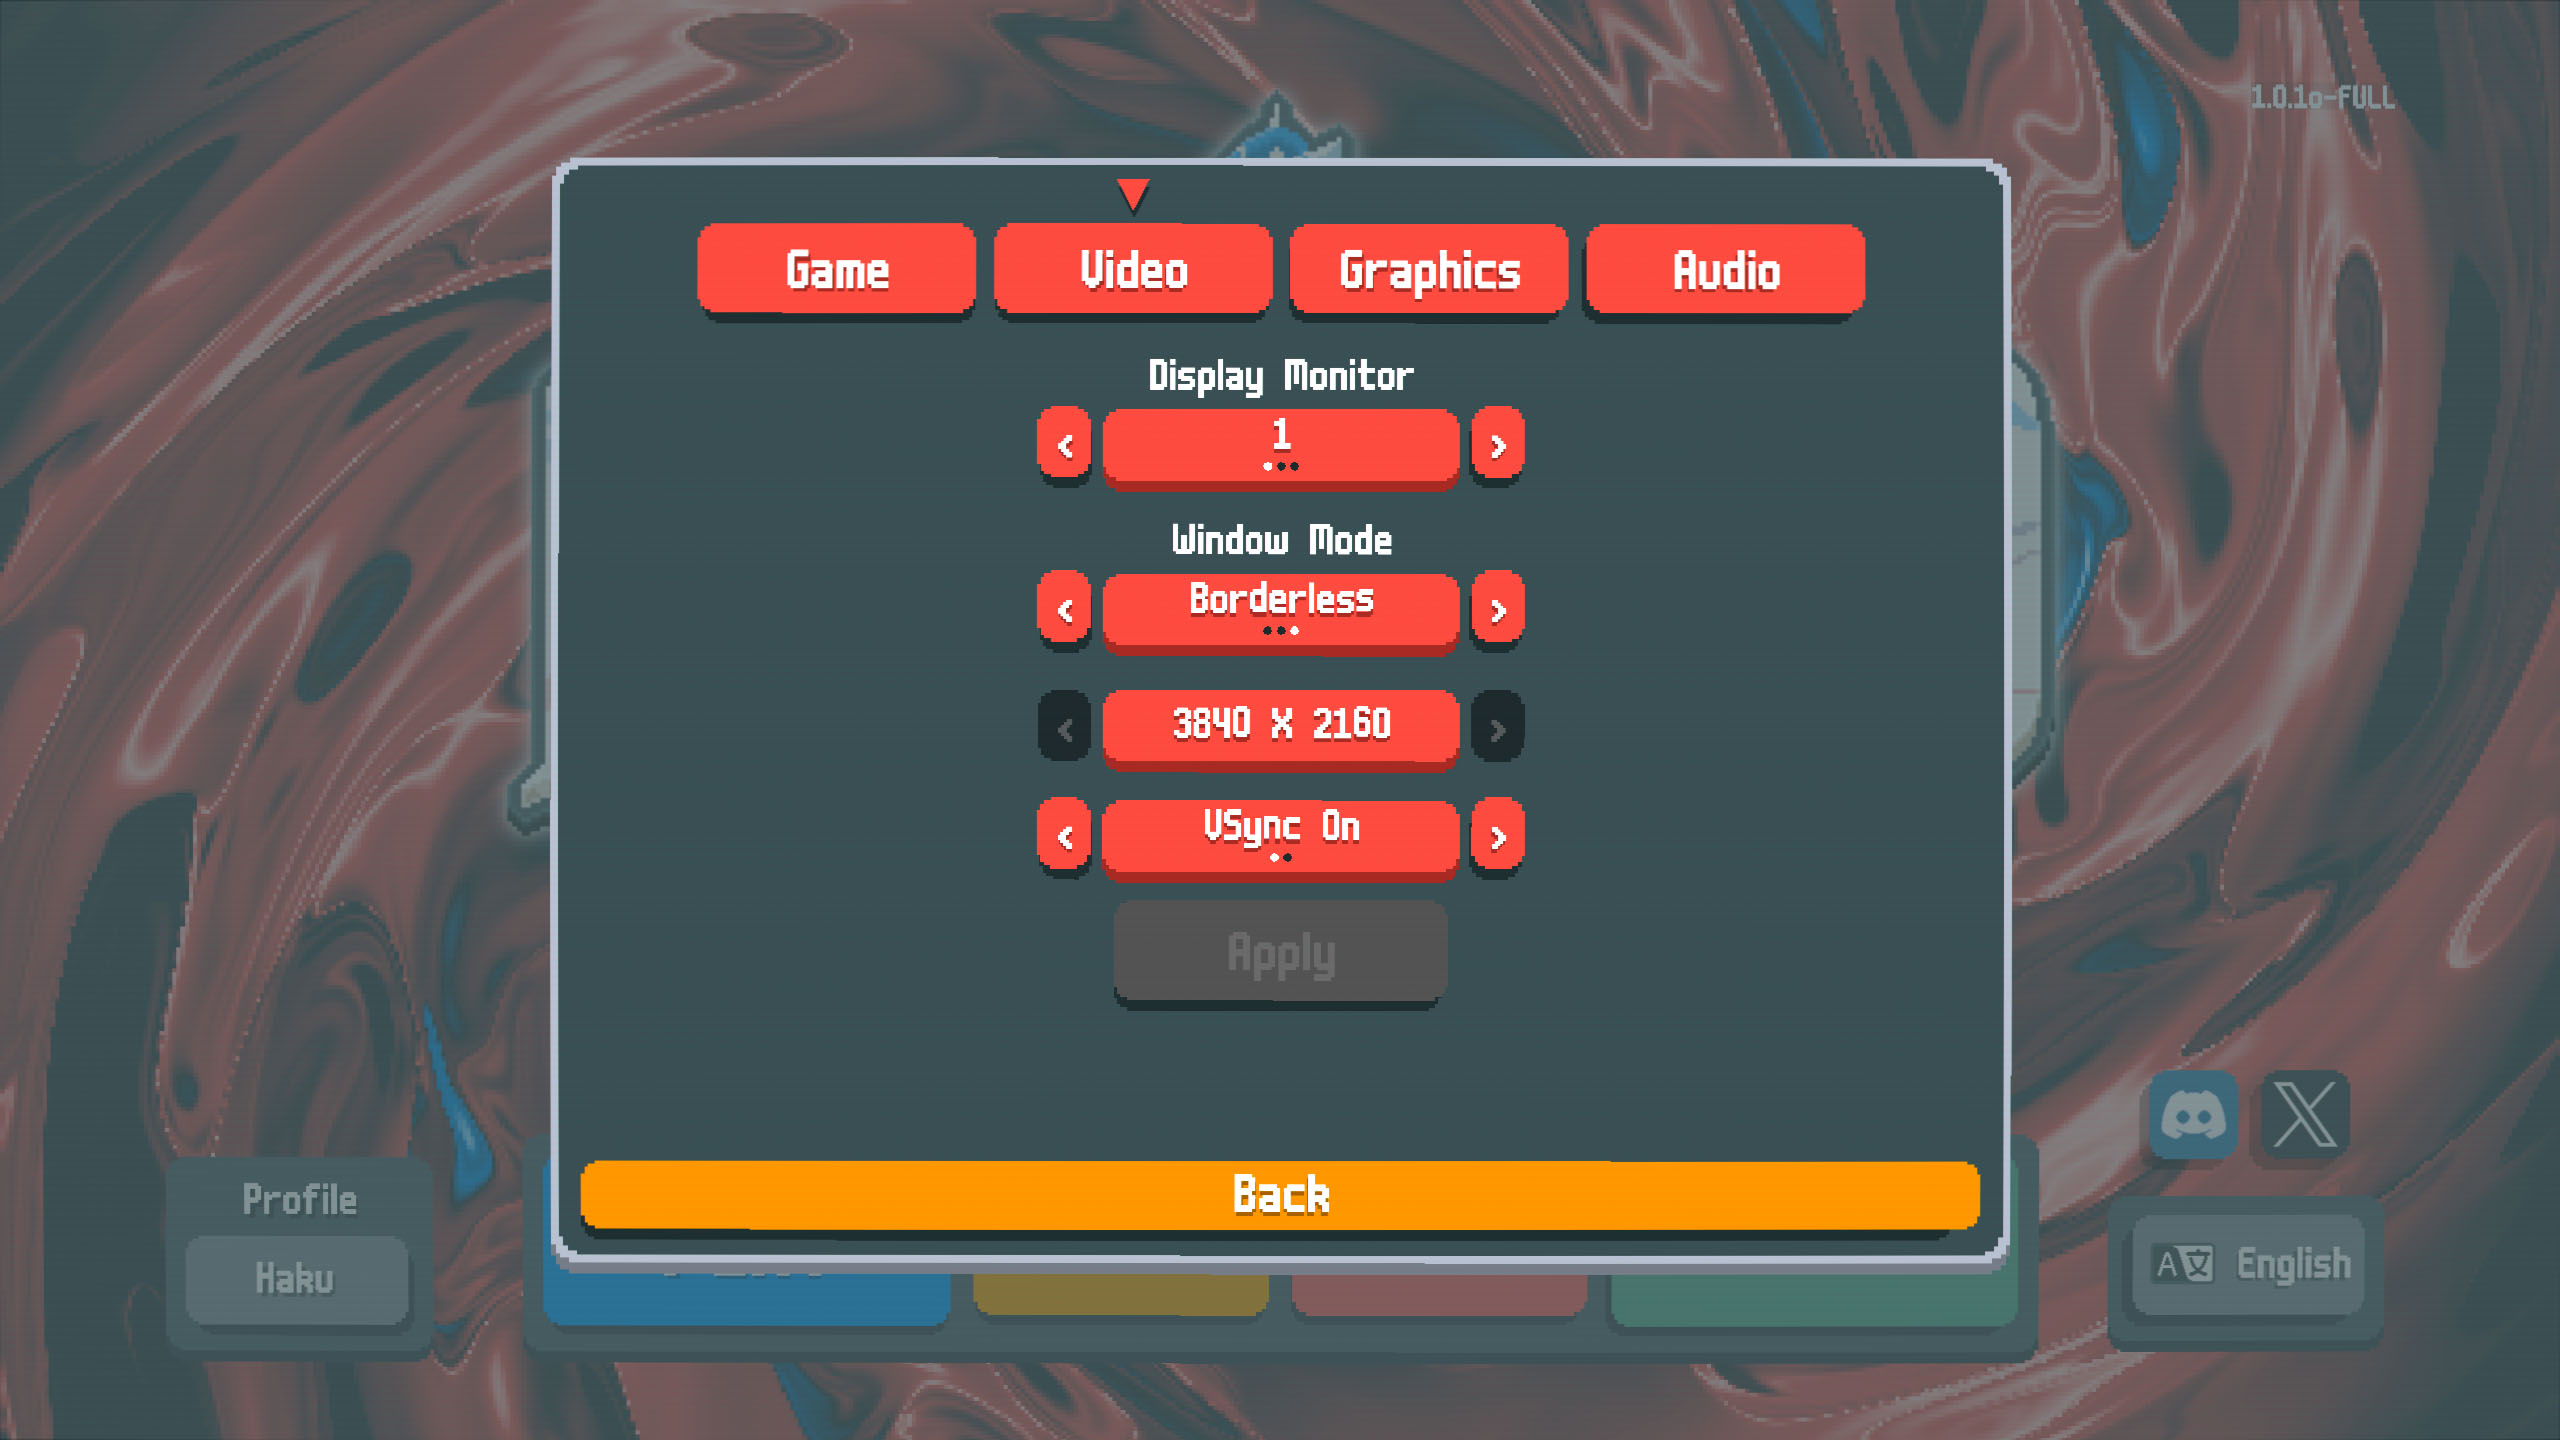 1.0.1o-FULL
Game
Video
Graphics
Audio
Display Monitor
1
Window Mode
Borderless
3840 X 2160
VSync On
Apply
Back
Profile
Haku
English